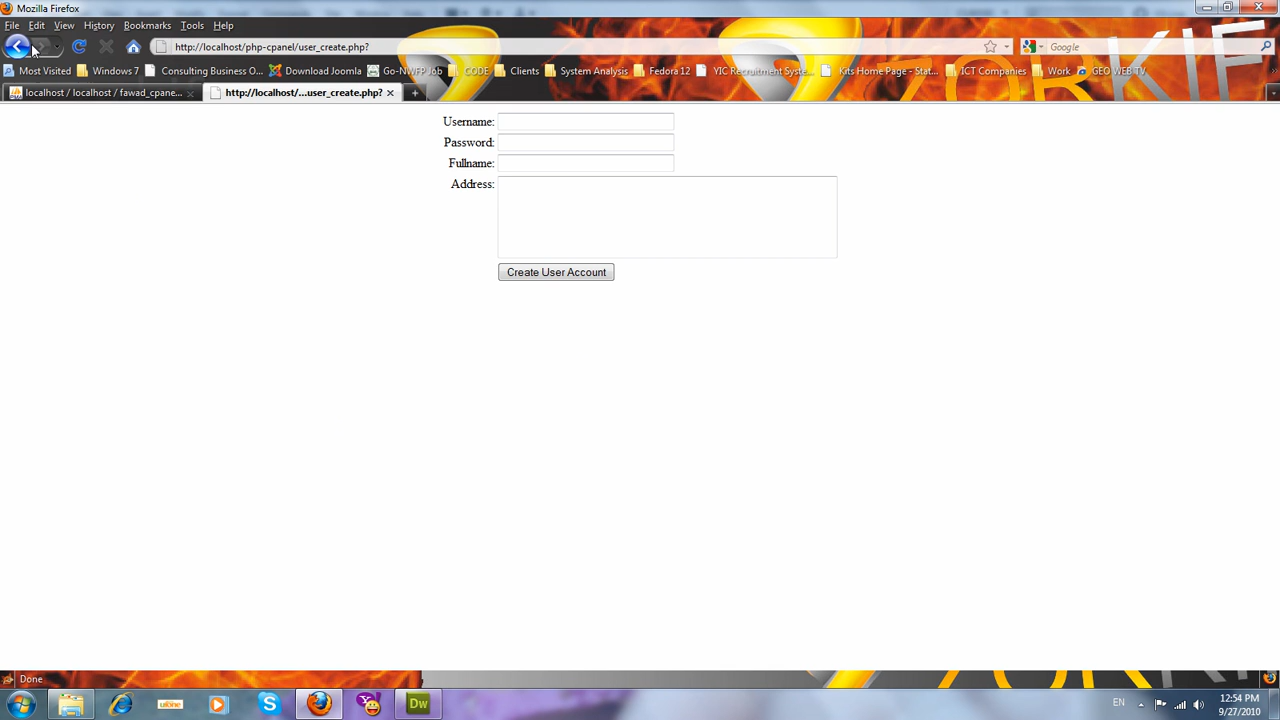 Mozilla Firefox
File Edit View History Bookmarks Tools Help
http://localhost/php-cpanel/user_create.php?
Google
Most Visited Windows 7 Consulting Business O... Download Joomla Go-NWFP Job CODE Clients System Analysis Fedora 12 YIC Recruitment Syste... Kits Home Page - Stat... ICT Companies Work GEO WEB TV
localhost / localhost / fawad_cpane... http://localhost/...user_create.php?
Username:
Password:
Fullname:
Address:
Create User Account
Done
ufone Dw EN 12:54 PM
9/27/2010